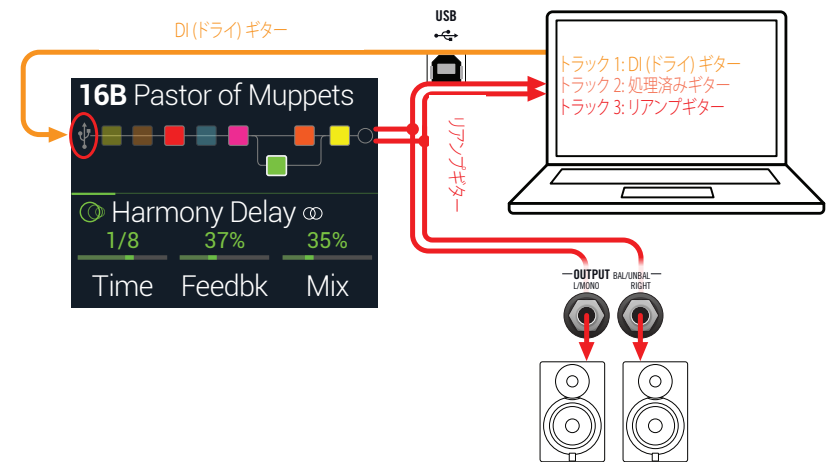 DI (ドライ) ギター
USB
トラック 1: DI (ドライ) ギター
トラック 2: 処理済みギター
トラック 3: リアンプギター
16B Pastor of Muppets
リアンプギター
Harmony Delay
1/8 37% 35%
Time Feedbk Mix
OUTPUT BAL/UNBAL
L/MONO RIGHT